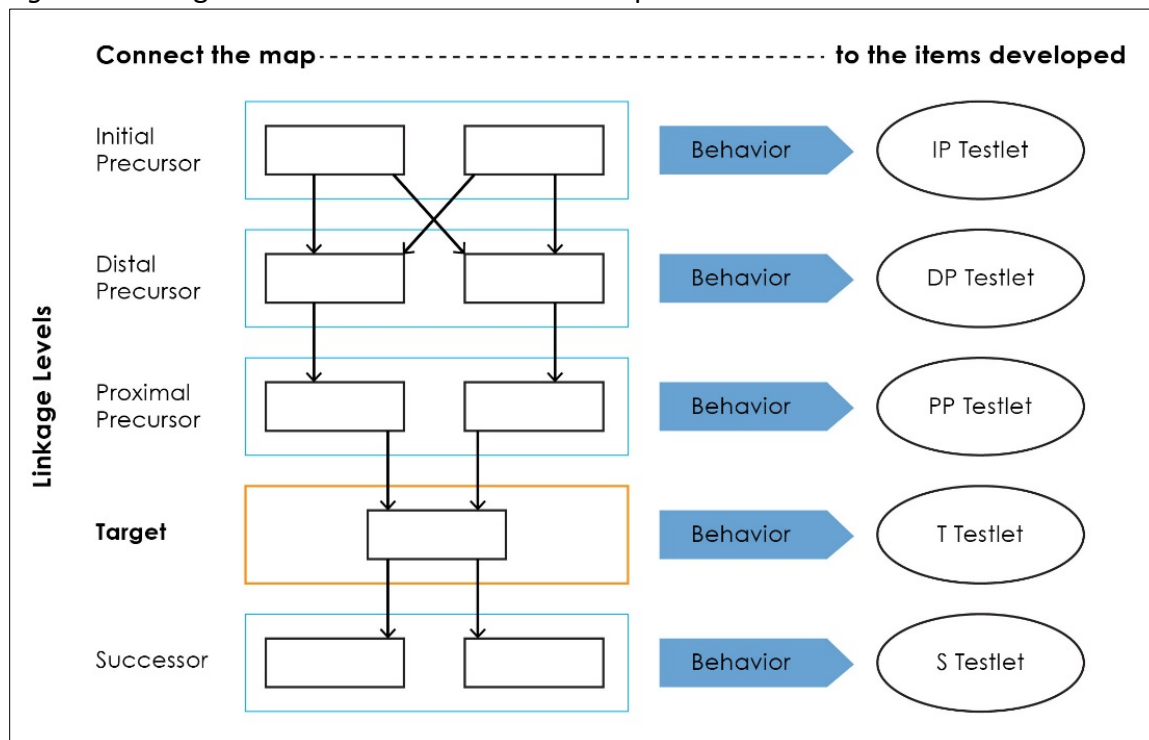 Connect the map - - - - - - - - - - - - - - - - - - - - - - - - - - - - - - - - - - - - - - - - to the items developed
Linkage Levels
Initial
Precursor
Behavior
IP Testlet
Distal
Precursor
Behavior
DP Testlet
Proximal
Precursor
Behavior
PP Testlet
Target
Behavior
T Testlet
Successor
Behavior
S Testlet